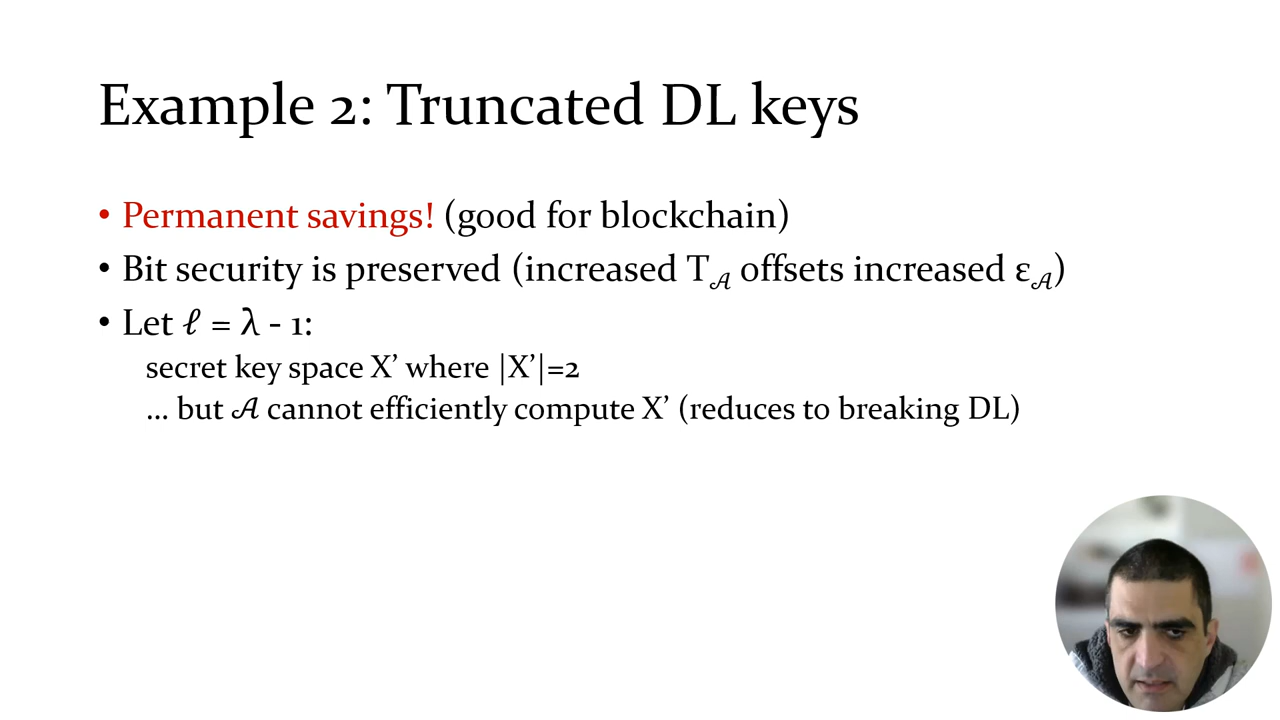 Example 2: Truncated DL keys
• Permanent savings! (good for blockchain)
• Bit security is preserved (increased T𝒜 offsets increased ε𝒜)
• Let ℓ = λ - 1:
secret key space X’ where |X’|=2
... but 𝒜 cannot efficiently compute X’ (reduces to breaking DL)